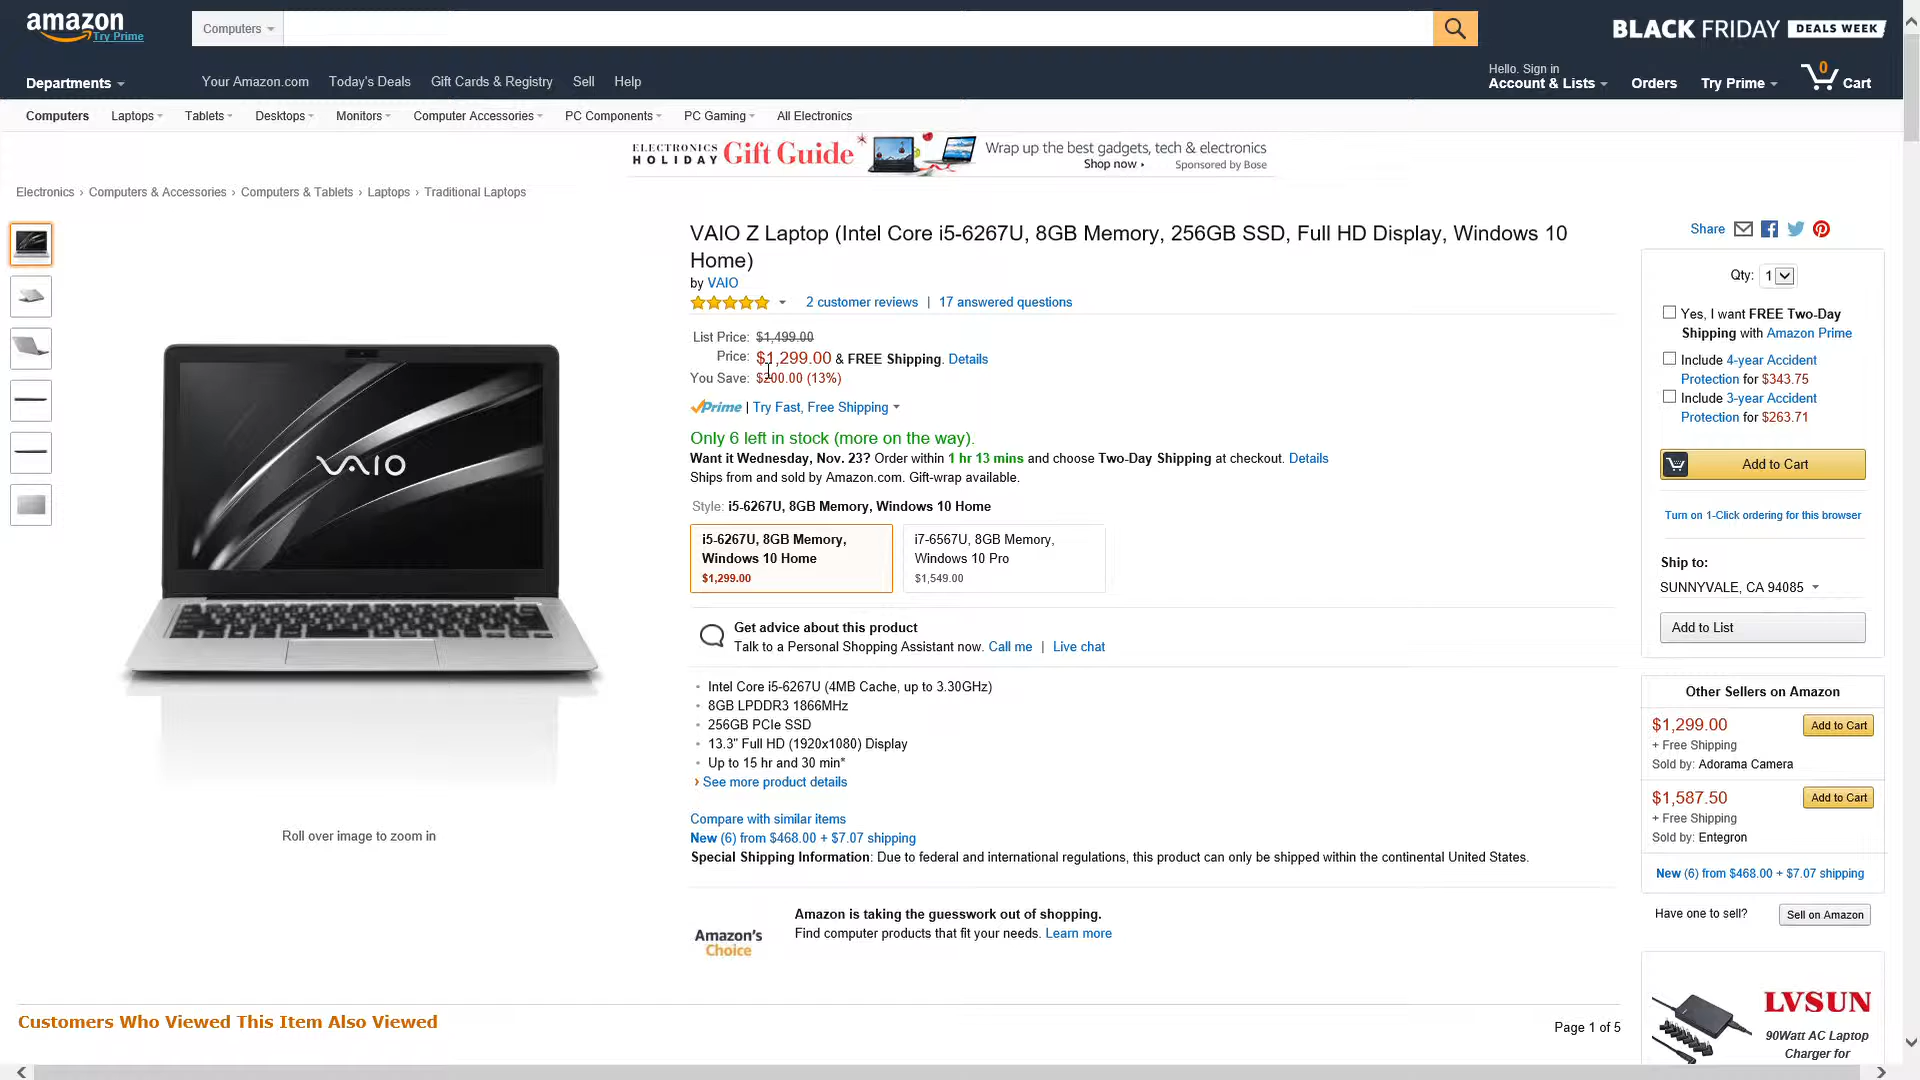 amazon
Try Prime
Computers
BLACK FRIDAY DEALS WEEK
Departments
Your Amazon.com Today's Deals Gift Cards & Registry Sell Help
Hello. Sign in
Account & Lists
Orders
Try Prime
0
Cart
Computers Laptops Tablets Desktops Monitors Computer Accessories PC Components PC Gaming All Electronics
ELECTRONICS
HOLIDAY
Gift Guide
Wrap up the best gadgets, tech & electronics
Shop now ›
Sponsored by Bose
Electronics › Computers & Accessories › Computers & Tablets › Laptops › Traditional Laptops
VAIO
Roll over image to zoom in
VAIO Z Laptop (Intel Core i5-6267U, 8GB Memory, 256GB SSD, Full HD Display, Windows 10
Home)
by VAIO
2 customer reviews | 17 answered questions
List Price: $1,499.00
Price: $1,299.00 & FREE Shipping. Details
You Save: $200.00 (13%)
Prime | Try Fast, Free Shipping
Only 6 left in stock (more on the way).
Want it Wednesday, Nov. 23? Order within 1 hr 13 mins and choose Two-Day Shipping at checkout. Details
Ships from and sold by Amazon.com. Gift-wrap available.
Style: i5-6267U, 8GB Memory, Windows 10 Home
i5-6267U, 8GB Memory,
Windows 10 Home
$1,299.00
i7-6567U, 8GB Memory,
Windows 10 Pro
$1,549.00
Get advice about this product
Talk to a Personal Shopping Assistant now. Call me | Live chat
• Intel Core i5-6267U (4MB Cache, up to 3.30GHz)
• 8GB LPDDR3 1866MHz
• 256GB PCIe SSD
• 13.3" Full HD (1920x1080) Display
• Up to 15 hr and 30 min*
› See more product details
Compare with similar items
New (6) from $468.00 + $7.07 shipping
Special Shipping Information: Due to federal and international regulations, this product can only be shipped within the continental United States.
Amazon's
Choice
Amazon is taking the guesswork out of shopping.
Find computer products that fit your needs. Learn more
Share
Qty: 1
Yes, I want FREE Two-Day
Shipping with Amazon Prime
Include 4-year Accident
Protection for $343.75
Include 3-year Accident
Protection for $263.71
Add to Cart
Turn on 1-Click ordering for this browser
Ship to:
SUNNYVALE, CA 94085
Add to List
Other Sellers on Amazon
$1,299.00
Add to Cart
+ Free Shipping
Sold by: Adorama Camera
$1,587.50
Add to Cart
+ Free Shipping
Sold by: Entegron
New (6) from $468.00 + $7.07 shipping
Have one to sell?
Sell on Amazon
LVSUN
90Watt AC Laptop
Charger for
Customers Who Viewed This Item Also Viewed
Page 1 of 5